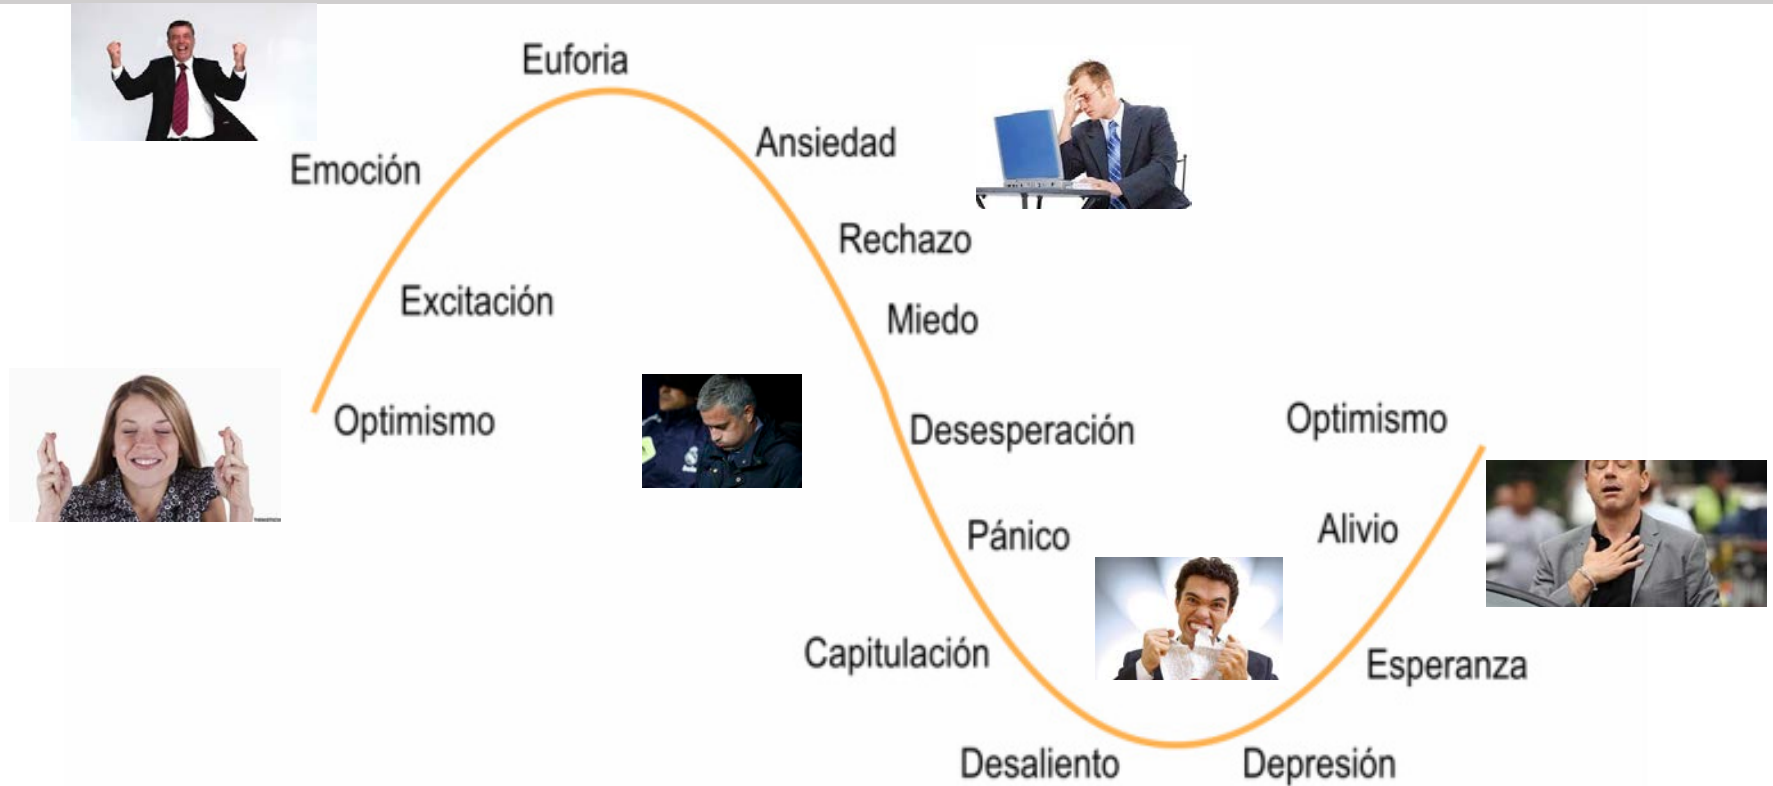 Euforia
Ansiedad
Emoción
Rechazo
Excitación
Miedo
Optimismo
Desesperación
Optimismo
Pánico
Alivio
Capitulación
Esperanza
Desaliento
Depresión